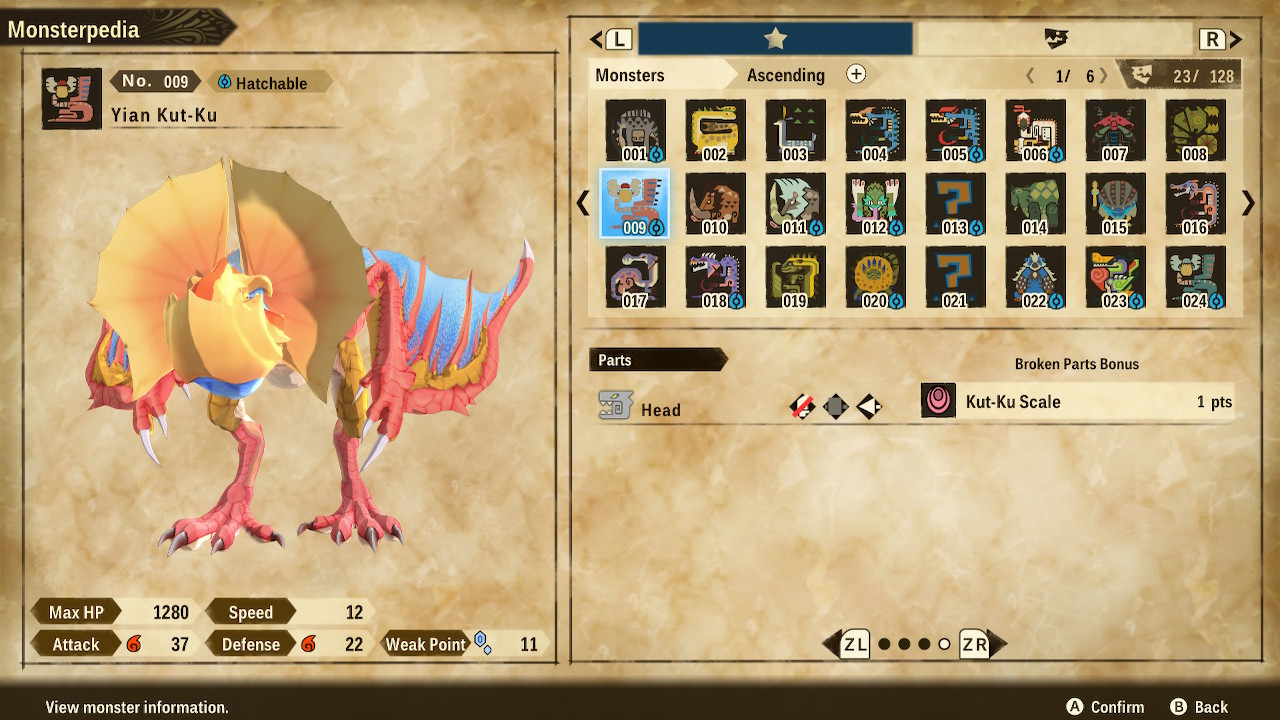 Monsterpedia
No. 009
Hatchable
Yian Kut-Ku
Max HP 1280
Speed 12
Attack 37
Defense 22
Weak Point 11
L
R
Monsters
Ascending
1/ 6
23/ 128
001 002 003 004 005 006 007 008
009 010 011 012 013 014 015 016
017 018 019 020 021 022 023 024
Parts
Broken Parts Bonus
Head
Kut-Ku Scale 1 pts
ZL ZR
View monster information.
A Confirm B Back